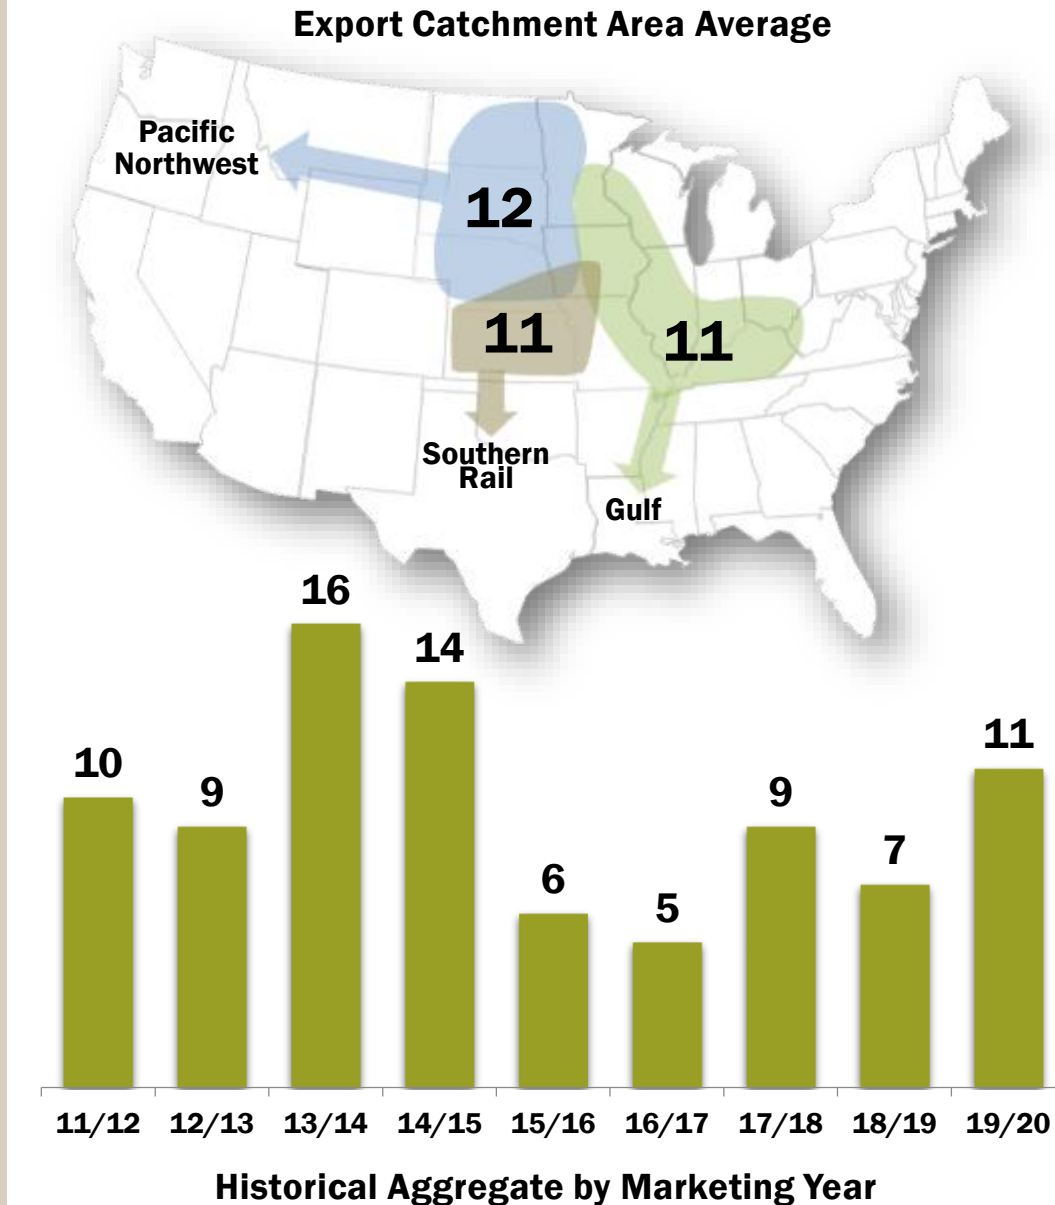 Export Catchment Area Average
Pacific
Northwest
12
11
11
Southern
Rail
Gulf
16
14
10
9
6
5
9
7
11
11/12 12/13 13/14 14/15 15/16 16/17 17/18 18/19 19/20
Historical Aggregate by Marketing Year